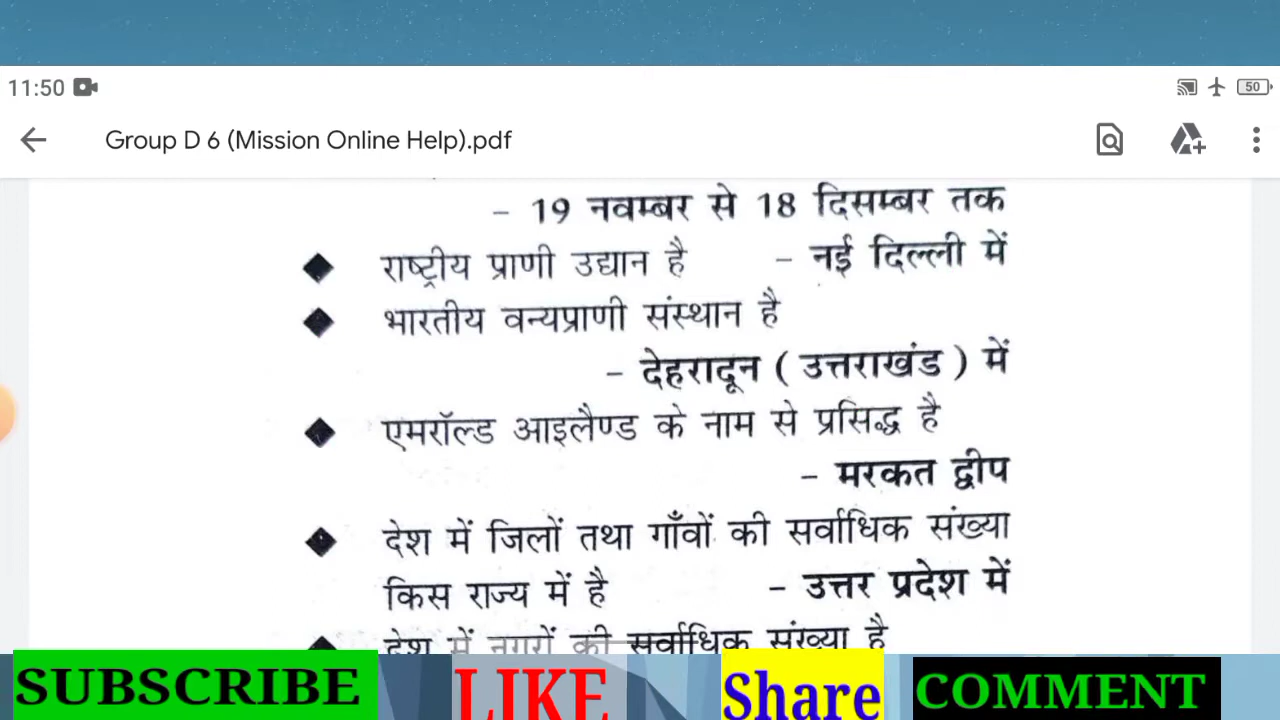 11:50
50
Group D 6 (Mission Online Help).pdf
- 19 नवम्बर से 18 दिसम्बर तक
◆ राष्ट्रीय प्राणी उद्यान है - नई दिल्ली में
◆ भारतीय वन्यप्राणी संस्थान है
- देहरादून ( उत्तराखंड ) में
◆ एमरॉल्ड आइलैण्ड के नाम से प्रसिद्ध है
- मरकत द्वीप
◆ देश में जिलों तथा गाँवों की सर्वाधिक संख्या
किस राज्य में है - उत्तर प्रदेश में
◆ देश में नगरों की सर्वाधिक संख्या है
SUBSCRIBE LIKE Share COMMENT